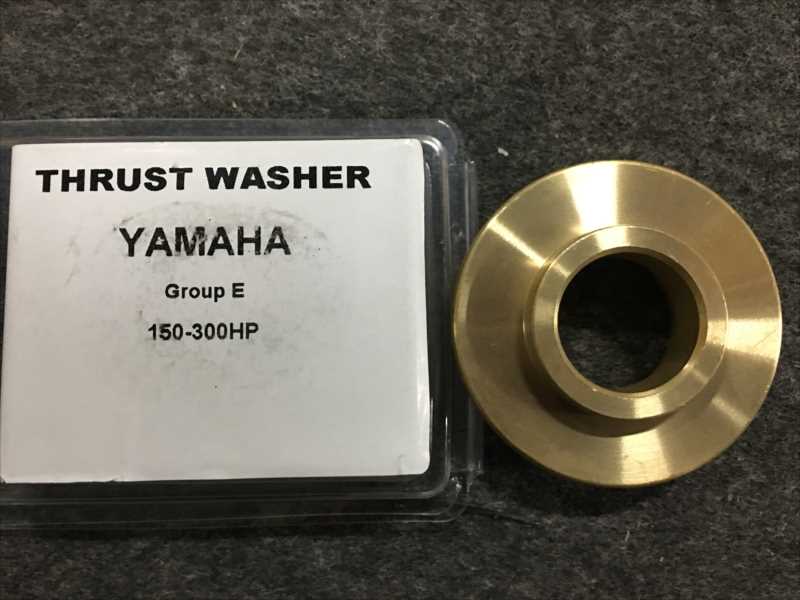 THRUST WASHER
YAMAHA
Group E
150-300HP